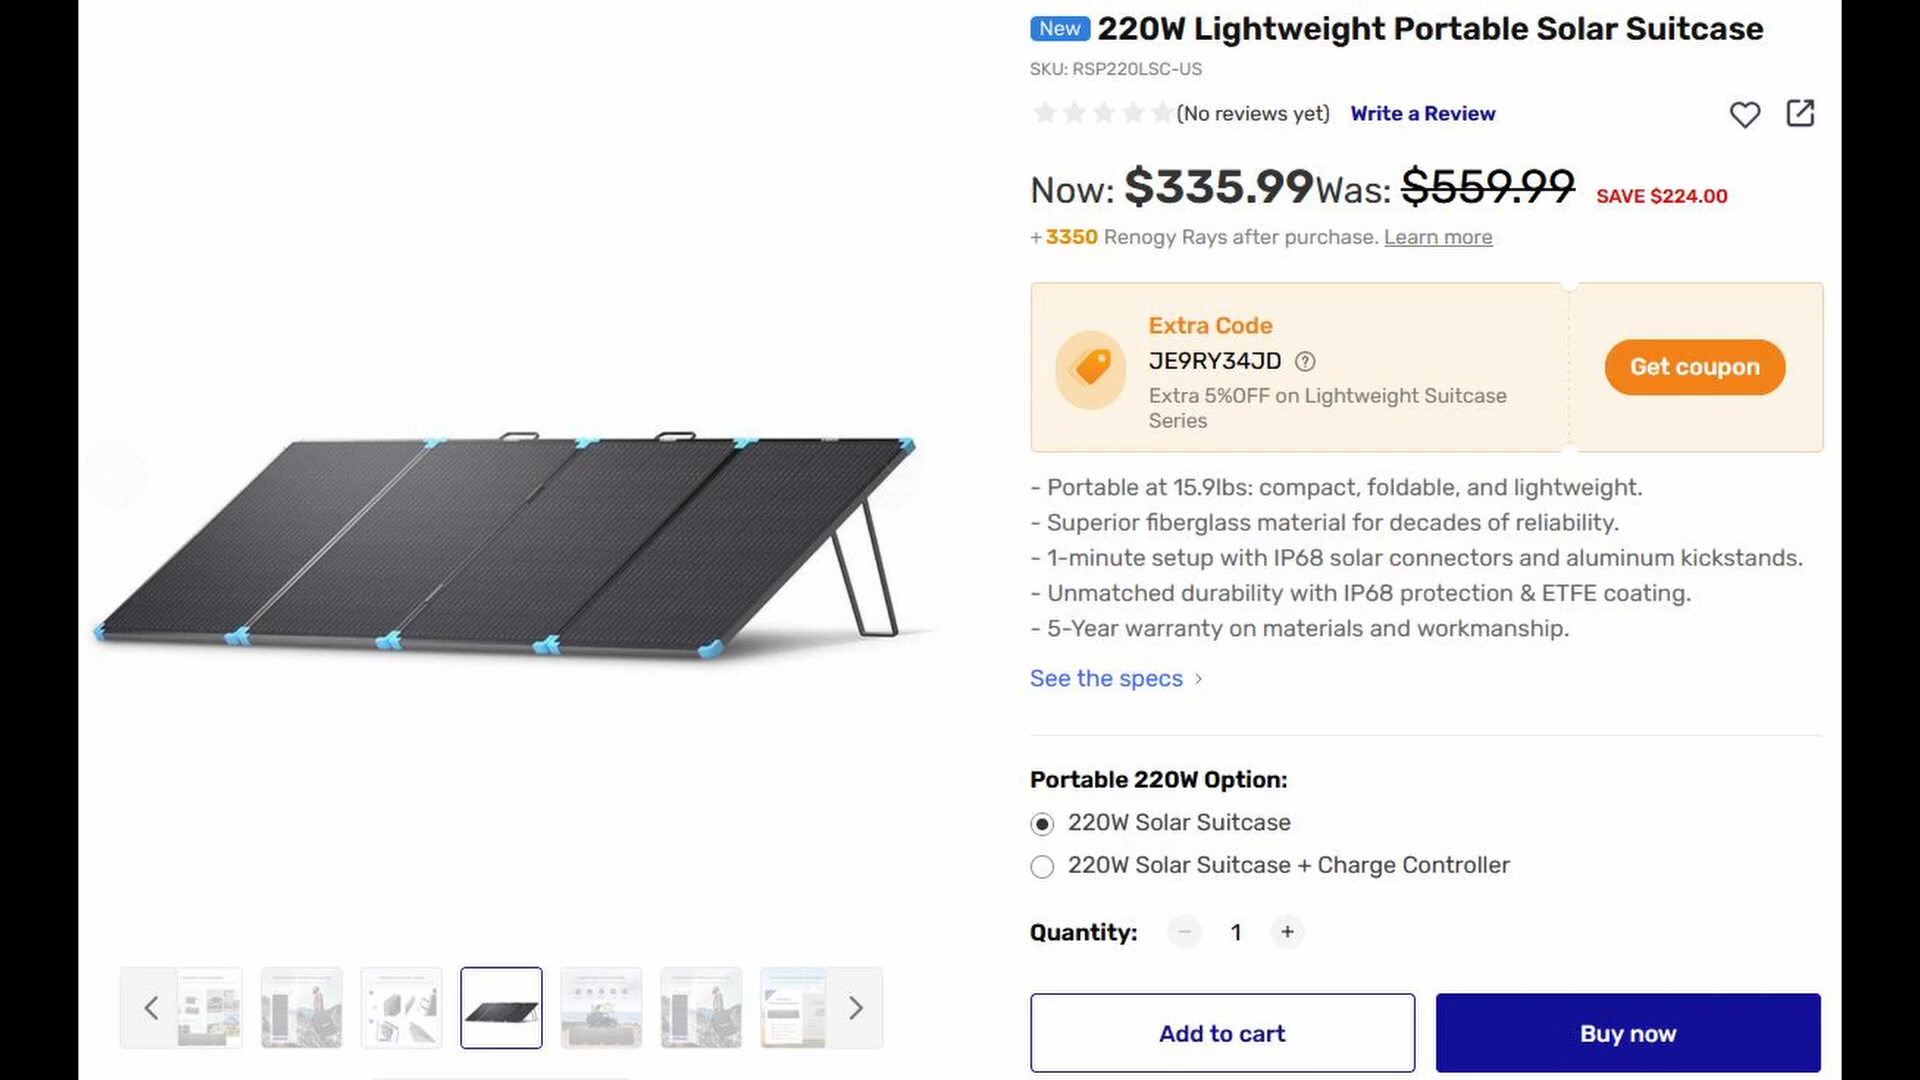 New 220W Lightweight Portable Solar Suitcase
SKU: RSP220LSC-US
(No reviews yet) Write a Review
Now: $335.99Was: $559.99 SAVE $224.00
+3350 Renogy Rays after purchase. Learn more
Extra Code
JE9RY34JD ?
Extra 5%OFF on Lightweight Suitcase
Series
Get coupon
- Portable at 15.9lbs: compact, foldable, and lightweight.
- Superior fiberglass material for decades of reliability.
- 1-minute setup with IP68 solar connectors and aluminum kickstands.
- Unmatched durability with IP68 protection & ETFE coating.
- 5-Year warranty on materials and workmanship.
See the specs >
Portable 220W Option:
220W Solar Suitcase
220W Solar Suitcase + Charge Controller
Quantity: − 1 +
Add to cart
Buy now